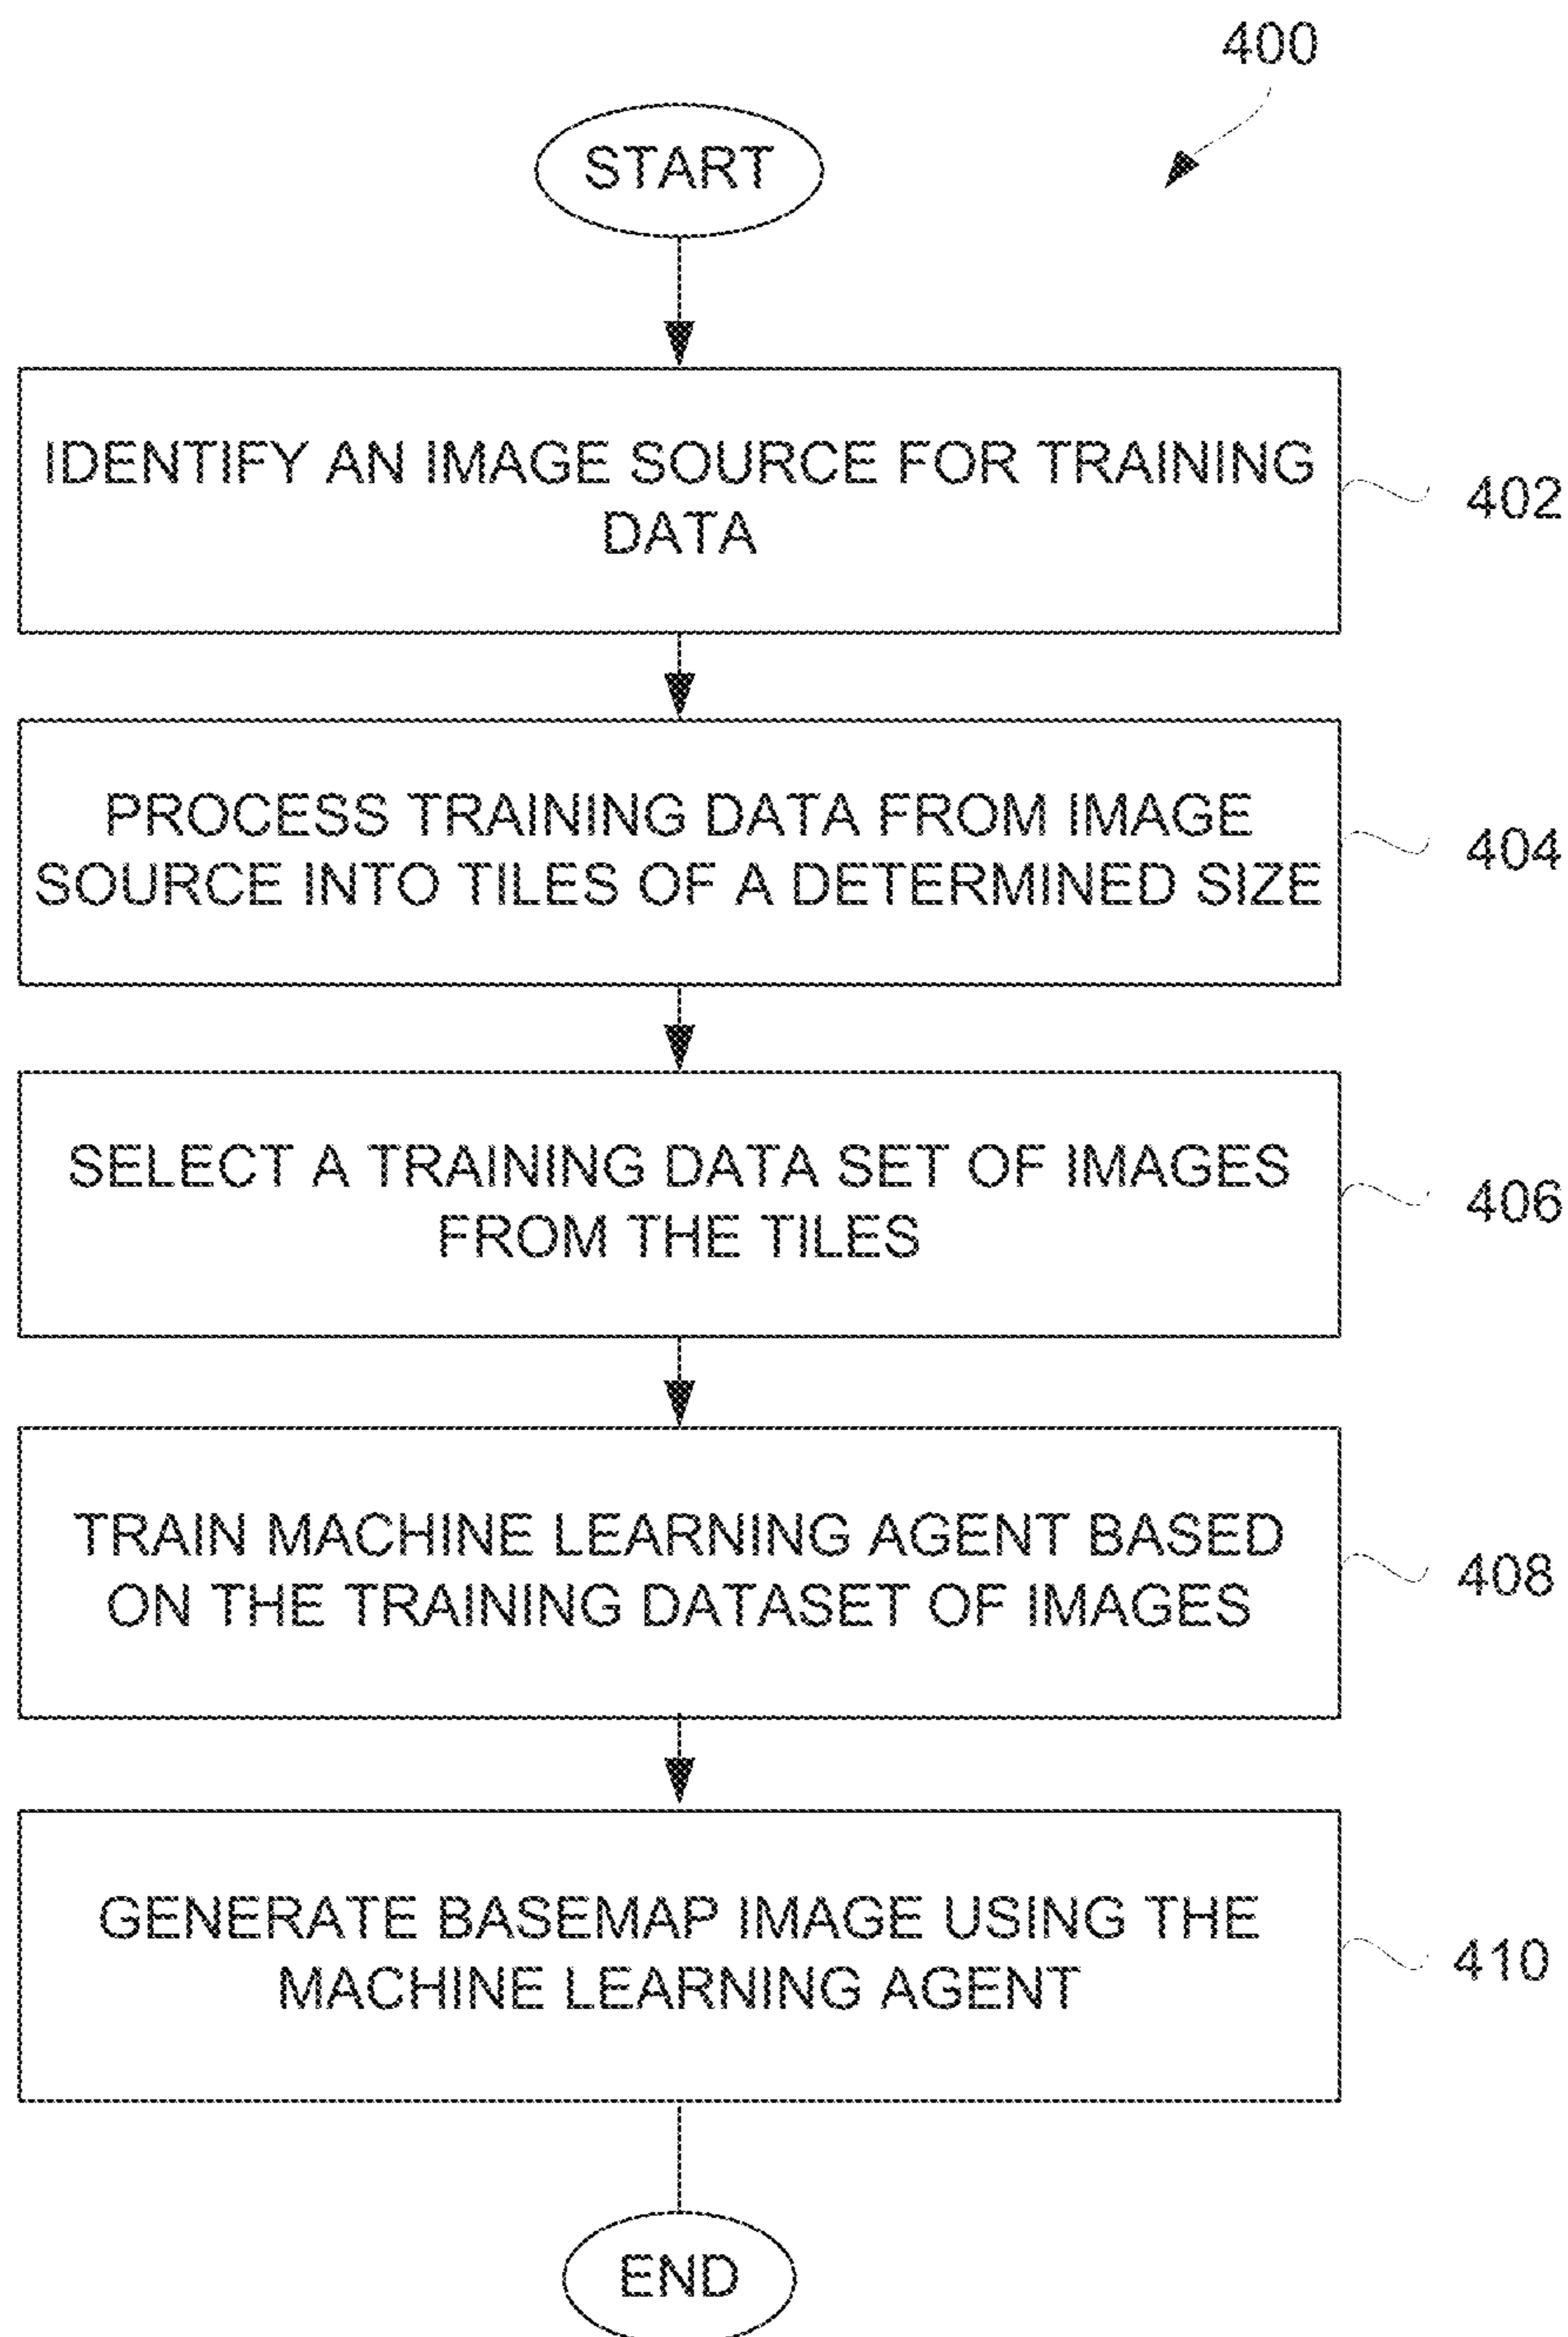 400
START
IDENTIFY AN IMAGE SOURCE FOR TRAINING
DATA
402
PROCESS TRAINING DATA FROM IMAGE
SOURCE INTO TILES OF A DETERMINED SIZE
404
SELECT A TRAINING DATA SET OF IMAGES
FROM THE TILES
406
TRAIN MACHINE LEARNING AGENT BASED
ON THE TRAINING DATASET OF IMAGES
408
GENERATE BASEMAP IMAGE USING THE
MACHINE LEARNING AGENT
410
END